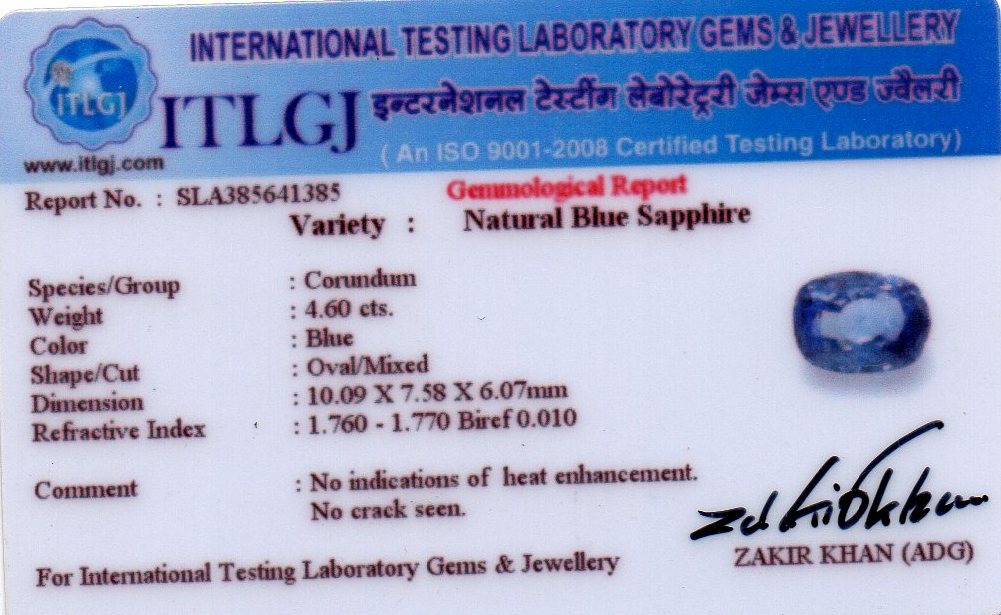 INTERNATIONAL TESTING LABORATORY GEMS & JEWELLERY
ITLGJ
ITLGJ इन्टरनेशनल टेस्टींग लेबोरेट्ररी जेम्स एण्ड ज्वैलरी
( An ISO 9001-2008 Certified Testing Laboratory)
www.itlgj.com
Report No. : SLA385641385
Gemmological Report
Variety : Natural Blue Sapphire
Species/Group : Corundum
Weight : 4.60 cts.
Color : Blue
Shape/Cut : Oval/Mixed
Dimension : 10.09 X 7.58 X 6.07mm
Refractive Index : 1.760 - 1.770 Biref 0.010
Comment : No indications of heat enhancement.
No crack seen.
ZAKIR KHAN (ADG)
For International Testing Laboratory Gems & Jewellery